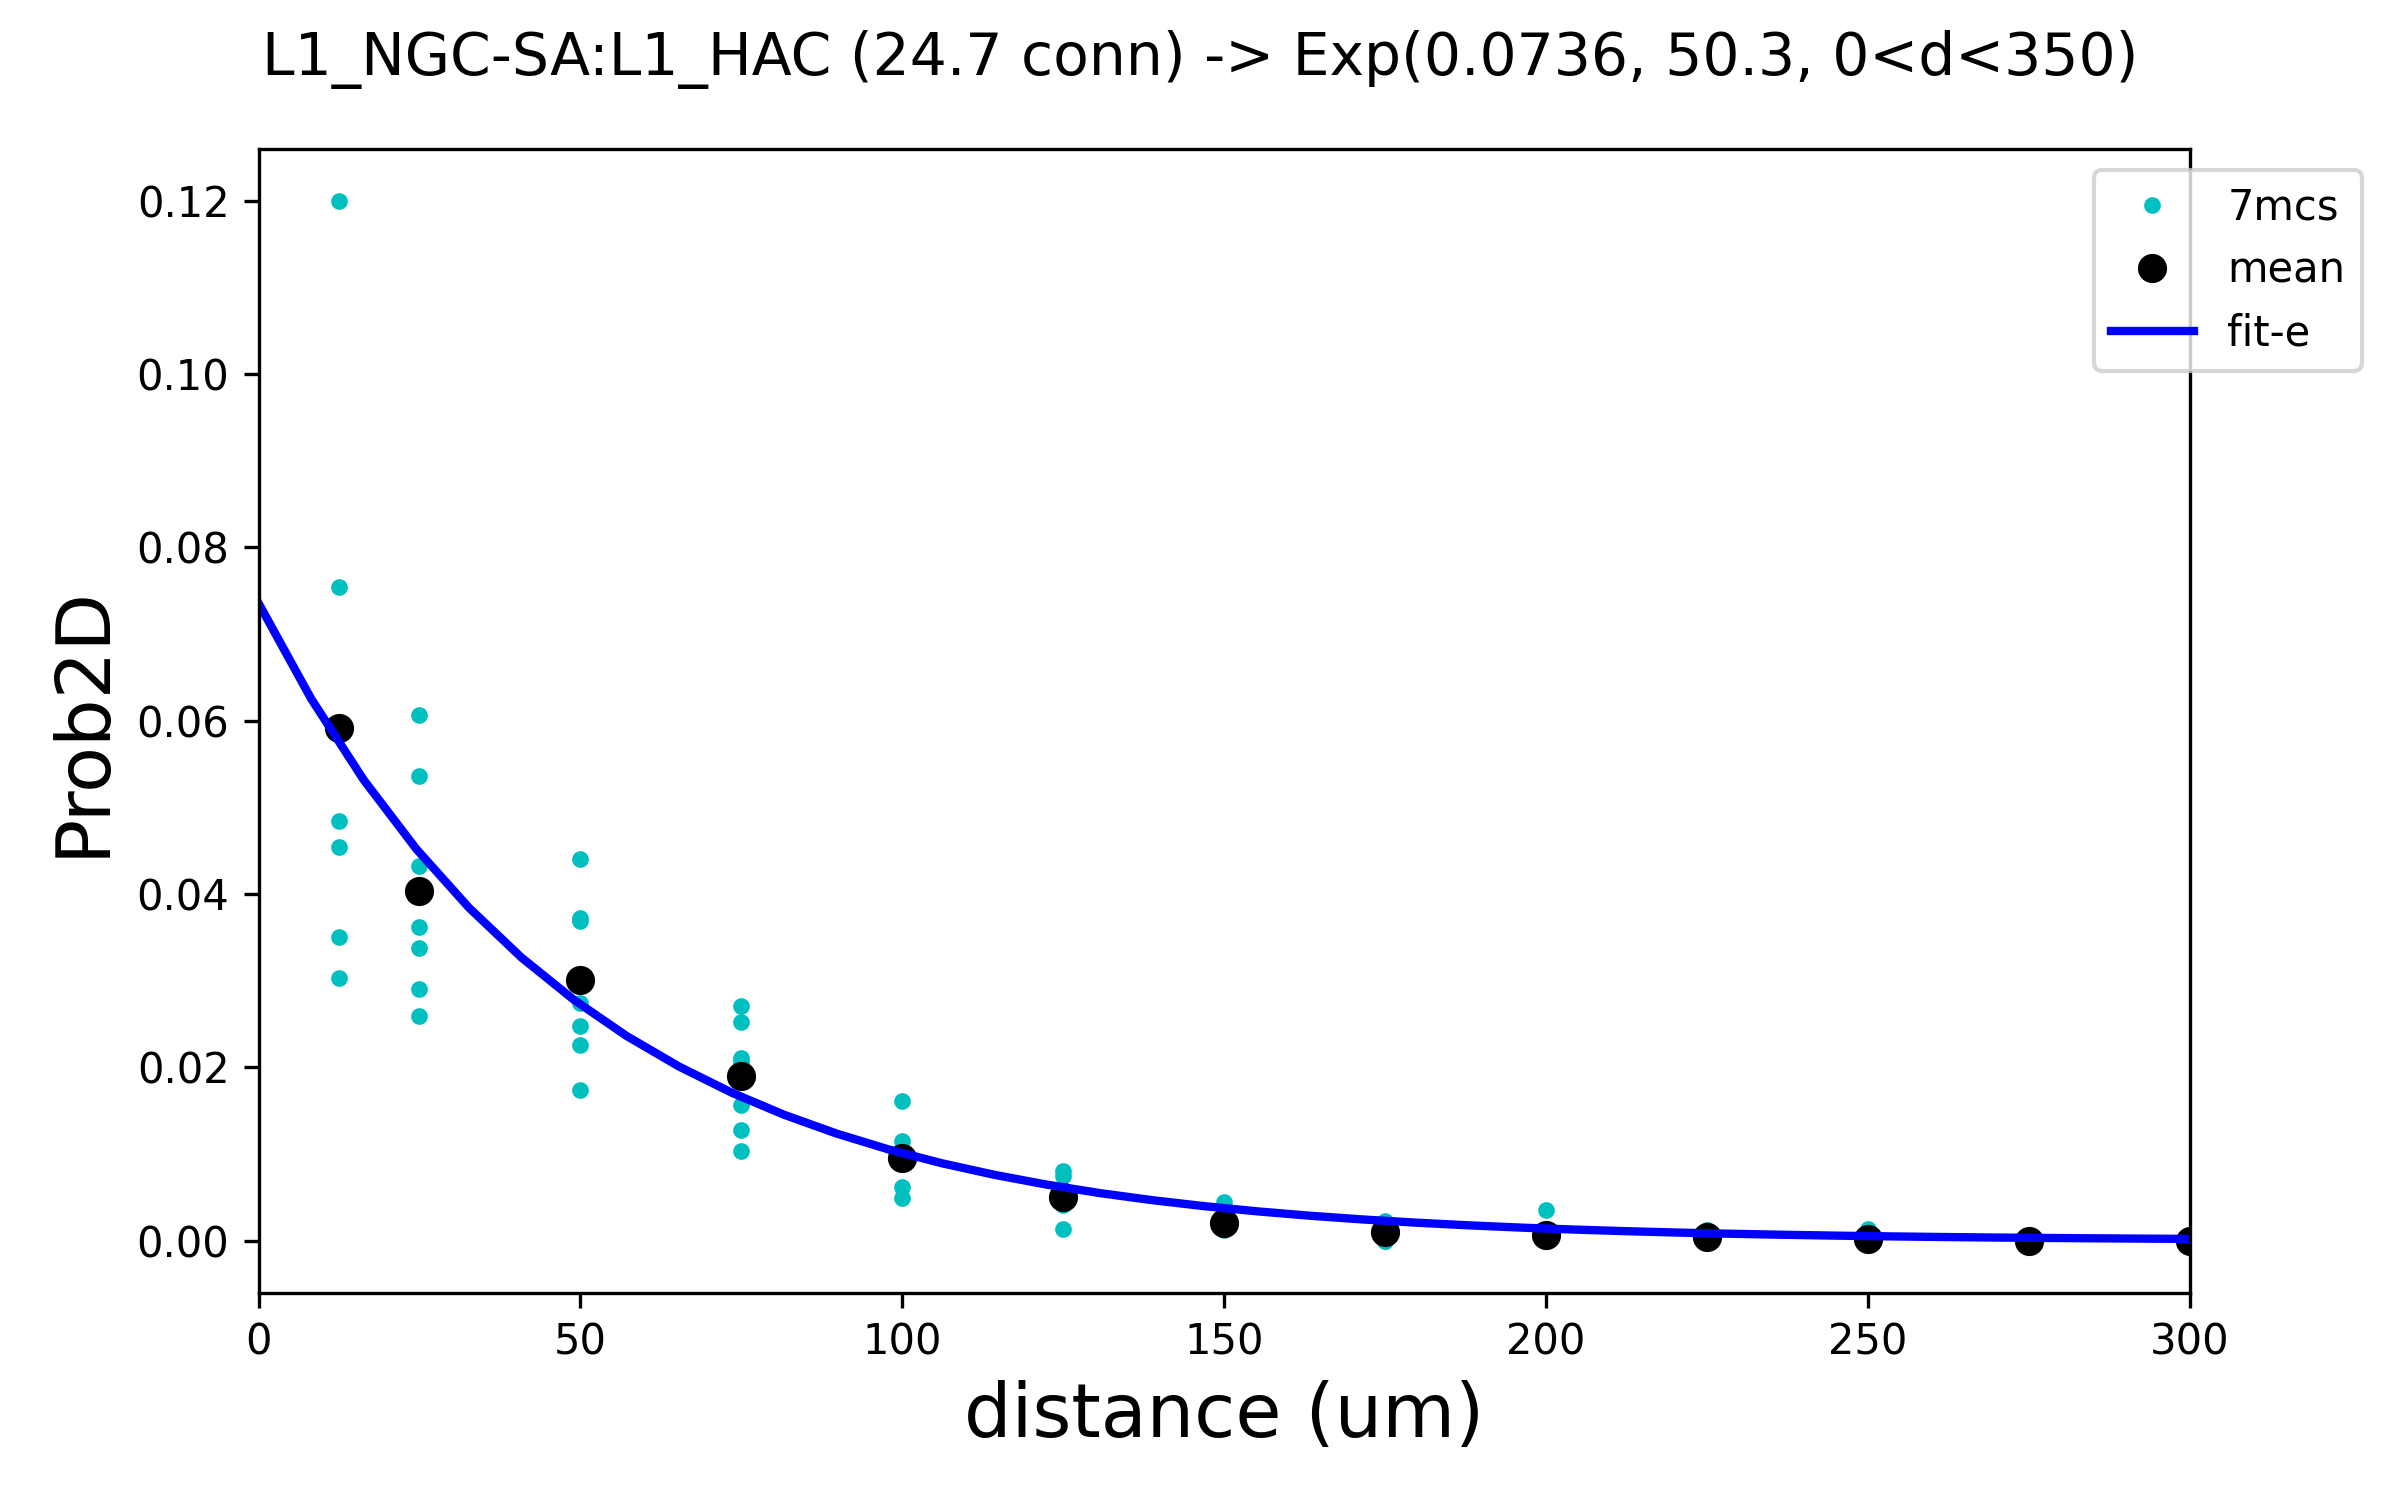 L1_NGC-SA:L1_HAC (24.7 conn) -> Exp(0.0736, 50.3, 0<d<350)
7mcs
mean
fit-e
Prob2D
0.12
0.10
0.08
0.06
0.04
0.02
0.00
0 50 100 150 200 250 300
distance (um)